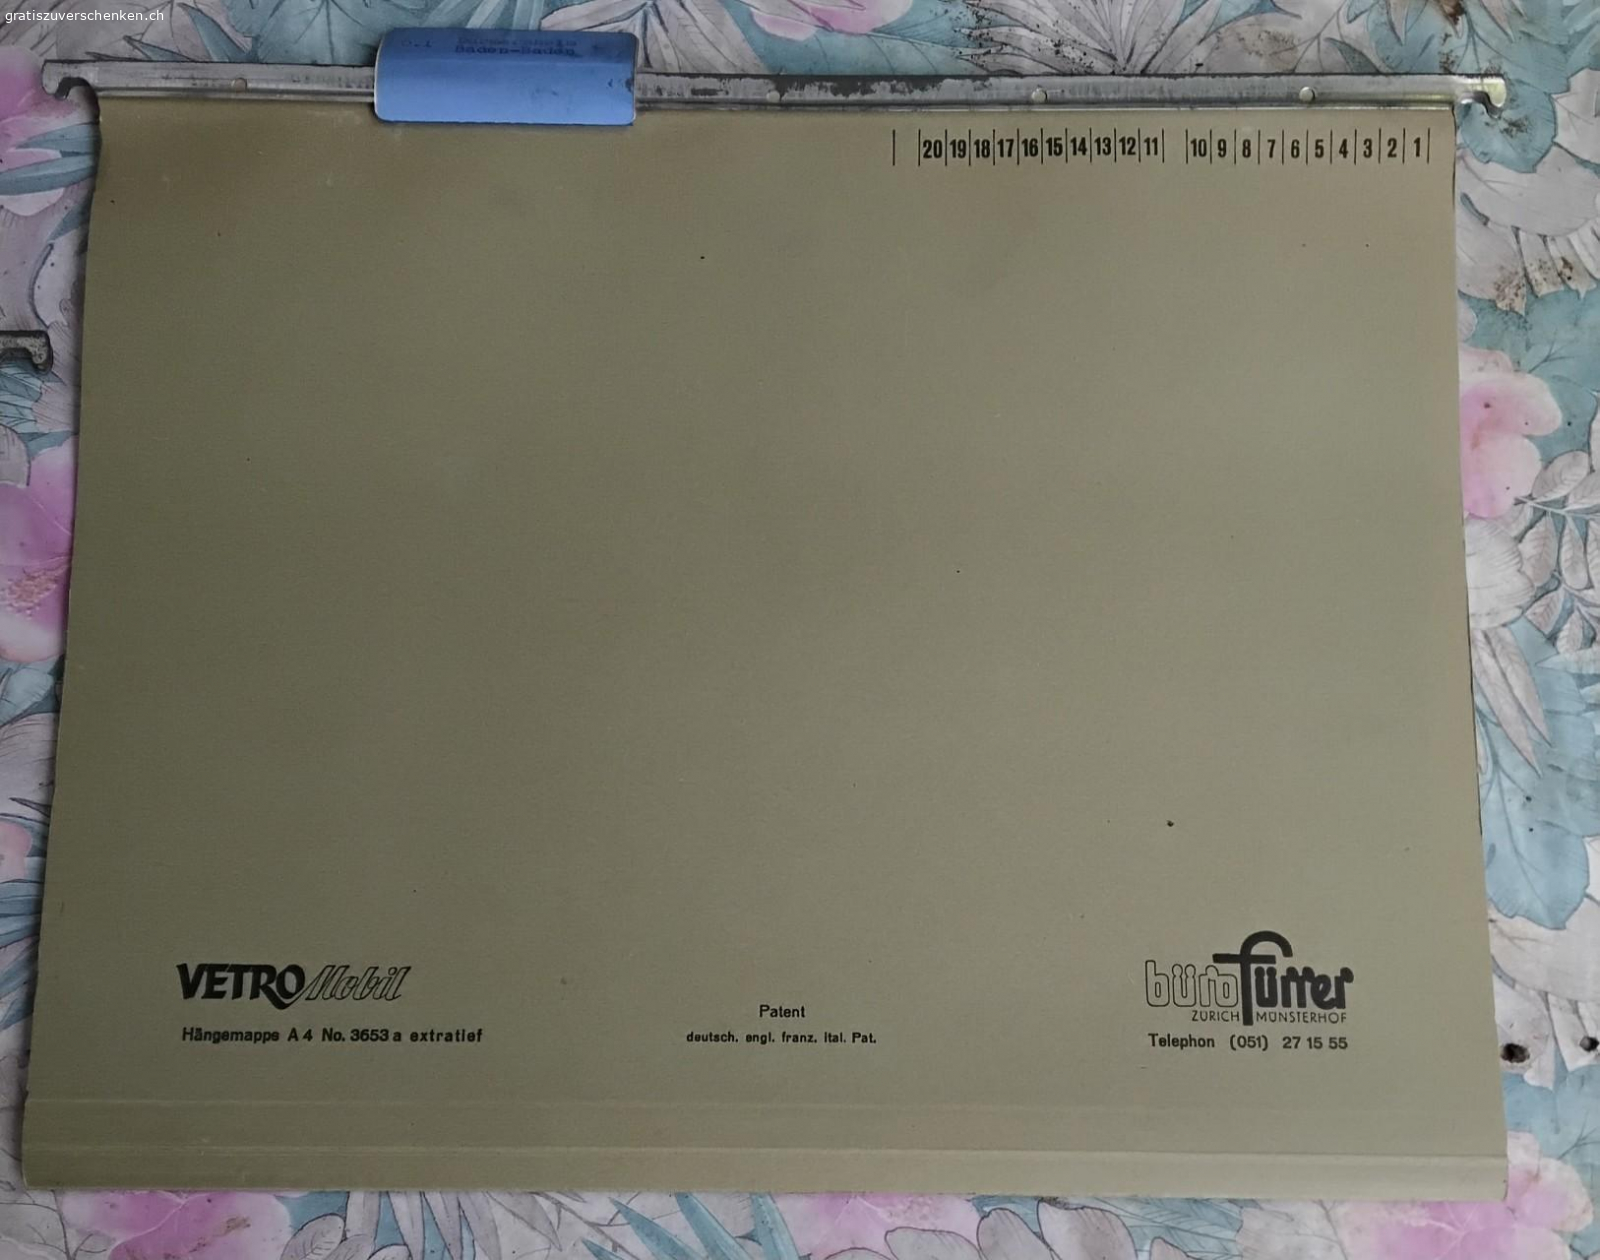 gratiszuverschenken.ch
Baden-Baden
20 19 18 17 16 15 14 13 12 11 10 9 8 7 6 5 4 3 2 1
VETRO Mobil
Hängemappe A 4 No. 3653 a extratief
Patent
deutsch. engl. franz. ital. Pat.
büro fürrer
ZÜRICH MÜNSTERHOF
Telephon (051) 27 15 55